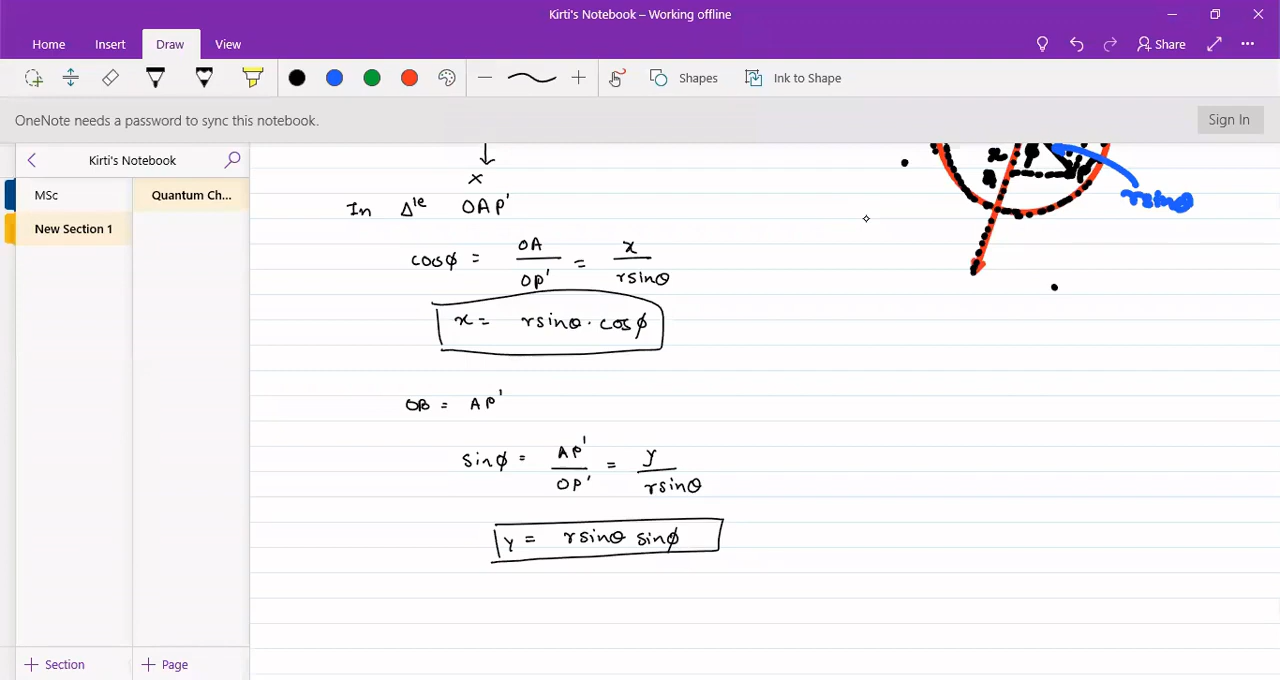 Kirti's Notebook – Working offline
Home Insert Draw View
Share
Shapes Ink to Shape
OneNote needs a password to sync this notebook.
Sign In
Kirti's Notebook
MSc
New Section 1
Quantum Ch...
x
In Δle OAP'
cosϕ = OA / OP' = x / rsinθ
x = rsinθ · cosϕ
OB = AP'
sinϕ = AP' / OP' = y / rsinθ
y = rsinθ sinϕ
rsinθ
+ Section + Page